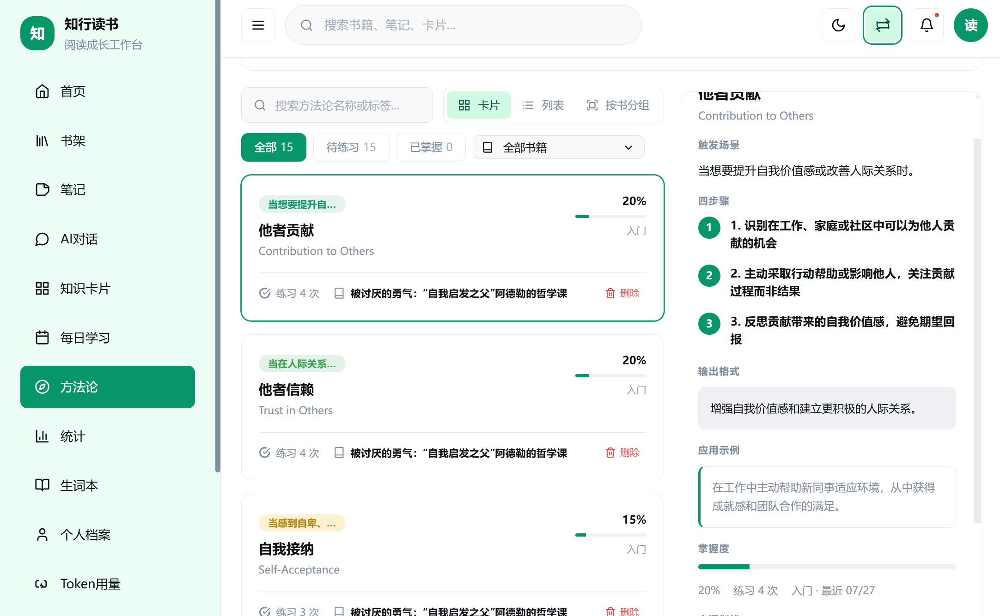 知
知行读书
阅读成长工作台
首页
书架
笔记
AI对话
知识卡片
每日学习
方法论
统计
生词本
个人档案
Token用量
搜索书籍、笔记、卡片...
读
搜索方法论名称或标签...
卡片
列表
按书分组
全部 15
待练习 15
已掌握 0
全部书籍
当想要提升自...
20%
他者贡献
入门
Contribution to Others
练习 4 次
被讨厌的勇气：“自我启发之父”阿德勒的哲学课
删除
当在人际关系...
20%
他者信赖
入门
Trust in Others
练习 4 次
被讨厌的勇气：“自我启发之父”阿德勒的哲学课
删除
当感到自卑、...
15%
自我接纳
入门
Self-Acceptance
练习 3 次
被讨厌的勇气：“自我启发之父”阿德勒的哲学课
删除
他者贡献
Contribution to Others
触发场景
当想要提升自我价值感或改善人际关系时。
四步骤
1
1. 识别在工作、家庭或社区中可以为他人贡
献的机会
2
2. 主动采取行动帮助或影响他人，关注贡献
过程而非结果
3
3. 反思贡献带来的自我价值感，避免期望回
报
输出格式
增强自我价值感和建立更积极的人际关系。
应用示例
在工作中主动帮助新同事适应环境，从中获得
成就感和团队合作的满足。
掌握度
20%
练习 4 次
入门 · 最近 07/27